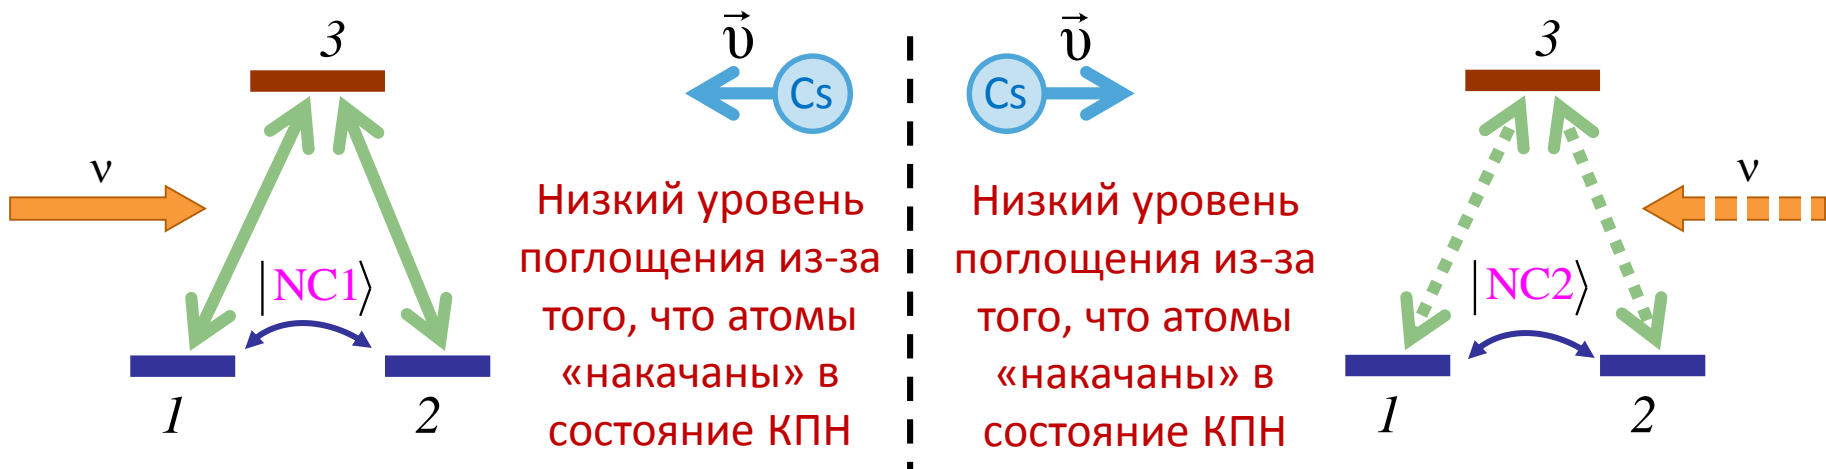 3
ν
|NC1⟩
1
2
υ⃗
Cs
Низкий уровень
поглощения из-за
того, что атомы
«накачаны» в
состояние КПН
υ⃗
Cs
Низкий уровень
поглощения из-за
того, что атомы
«накачаны» в
состояние КПН
3
ν
|NC2⟩
1
2